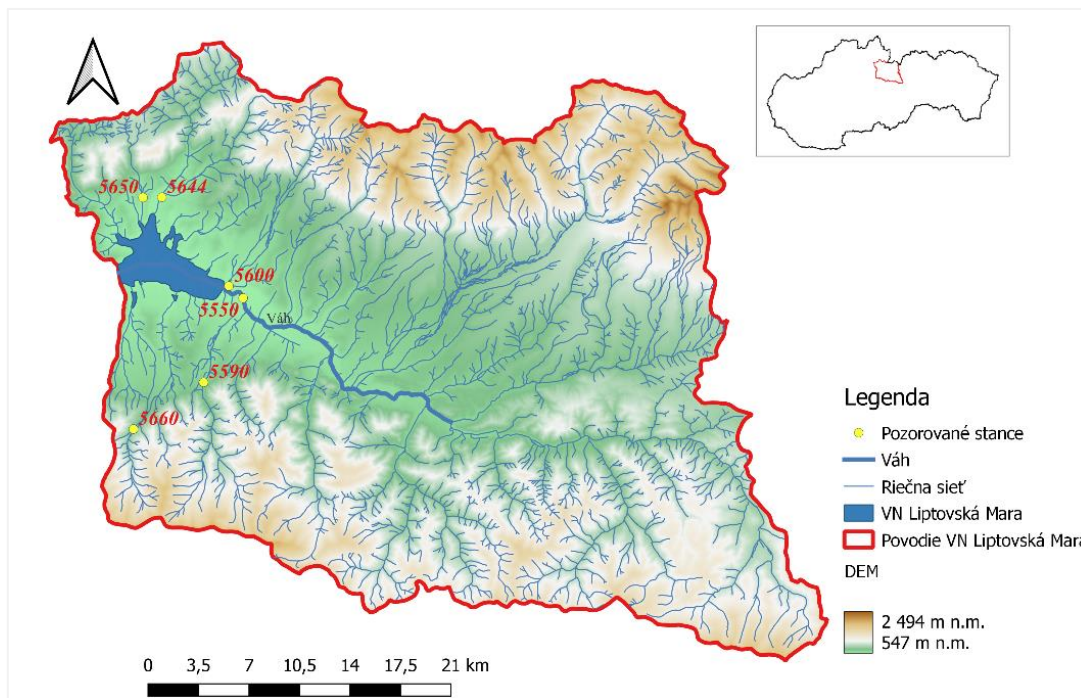 5650
5644
5600
5550
Váh
5590
5660
Legenda
Pozorované stance
Váh
Riečna sieť
VN Liptovská Mara
Povodie VN Liptovská Mara
DEM
2 494 m n.m.
547 m n.m.
0 3,5 7 10,5 14 17,5 21 km